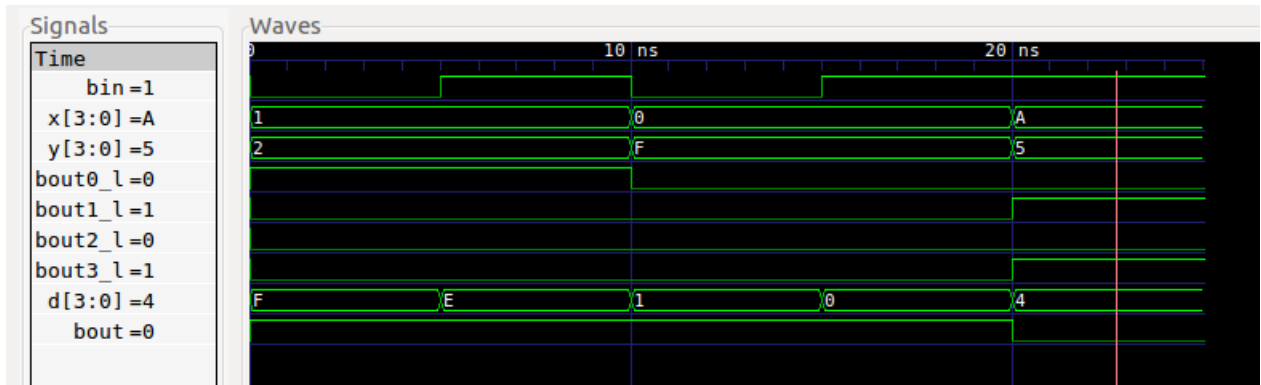 Signals Waves
Time 0 10 ns 20 ns
bin =1
x[3:0] =A 1 0 A
y[3:0] =5 2 F 5
bout0_l =0
bout1_l =1
bout2_l =0
bout3_l =1
d[3:0] =4 F E 1 0 4
bout =0